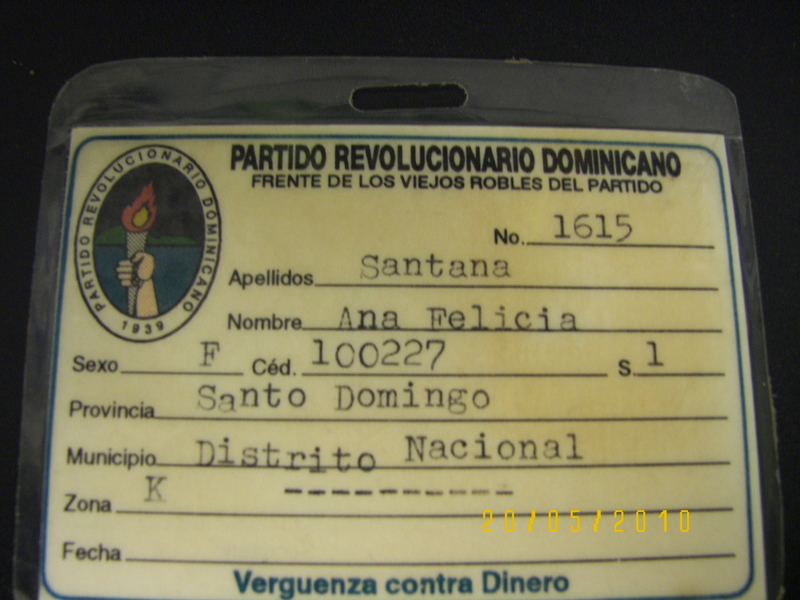 PARTIDO REVOLUCIONARIO DOMINICANO
1939
PARTIDO REVOLUCIONARIO DOMINICANO
FRENTE DE LOS VIEJOS ROBLES DEL PARTIDO
No. 1615
Apellidos Santana
Nombre Ana Felicia
Sexo F Céd. 100227 S. 1
Provincia Santo Domingo
Municipio Distrito Nacional
Zona K ----------
20/05/2010
Fecha
Verguenza contra Dinero